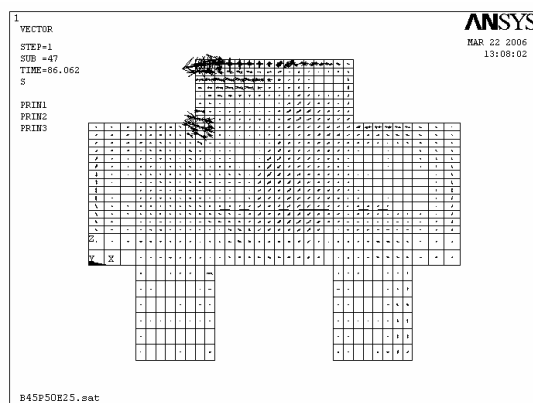 1
VECTOR
STEP=1
SUB =47
TIME=86.062
S
PRIN1
PRIN2
PRIN3
ANSYS
MAR 22 2006
13:08:02
Z
Y X
B45P50E25.sat